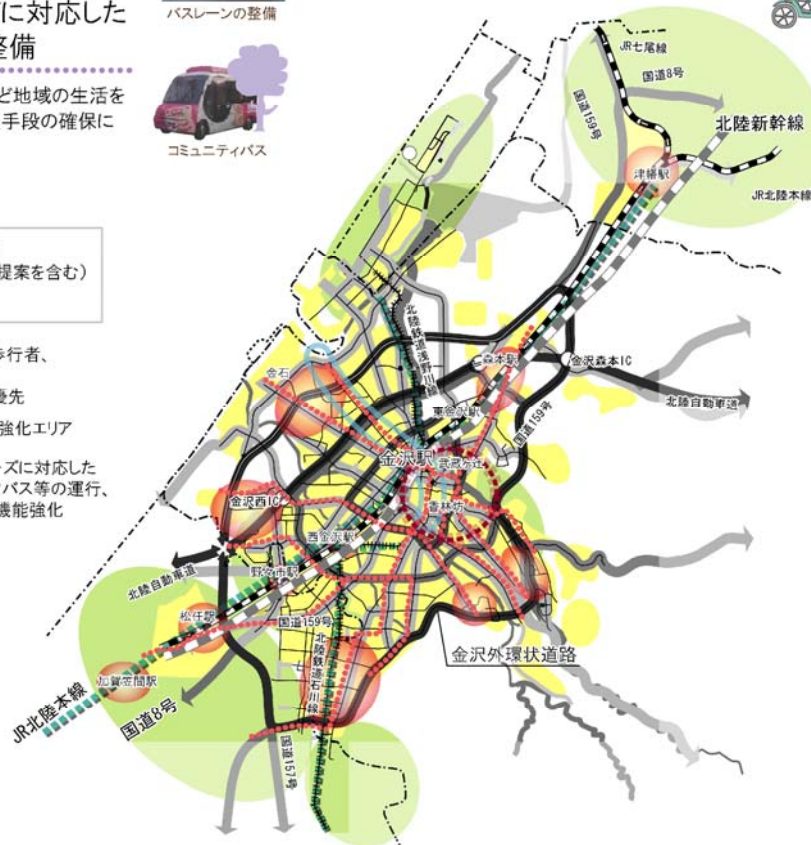 に対応した
整備
ど地域の生活を
手段の確保に
バスレーンの整備
コミュニティバス
提案を含む)
歩行者、
優先
強化エリア
ーズに対応した
バス等の運行、
機能強化
JR七尾線
国道8号
国道159号
北陸新幹線
津幡駅
JR北陸本線
北陸鉄道浅野川線
金石
森本駅
金沢森本IC
東金沢駅
国道159号
北陸自動車道
金沢駅
武蔵ヶ辻
香林坊
金沢西IC
西金沢駅
野々市駅
北陸自動車道
松任駅
国道159号
北陸鉄道石川線
金沢外環状道路
加賀笠間駅
JR北陸本線
国道8号
国道157号